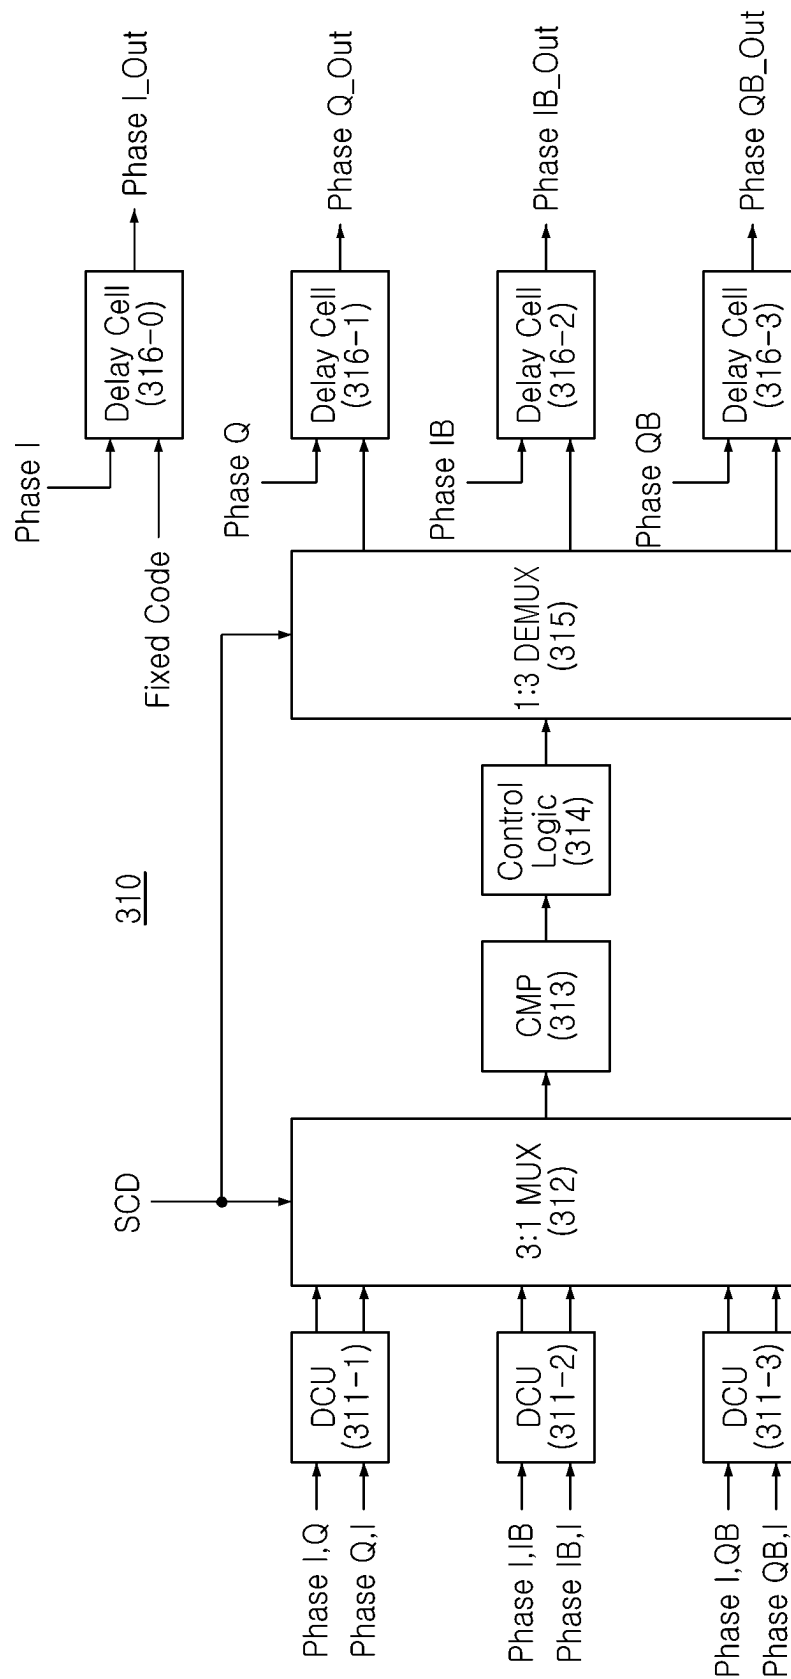 310
SCD
Phase I,Q
Phase Q,I
DCU
(311-1)
Phase I,IB
Phase IB,I
DCU
(311-2)
Phase I,QB
Phase QB,I
DCU
(311-3)
3:1 MUX
(312)
CMP
(313)
Control
Logic
(314)
1:3 DEMUX
(315)
Phase I
Fixed Code
Delay Cell
(316-0)
Phase I_Out
Phase Q
Delay Cell
(316-1)
Phase Q_Out
Phase IB
Delay Cell
(316-2)
Phase IB_Out
Phase QB
Delay Cell
(316-3)
Phase QB_Out